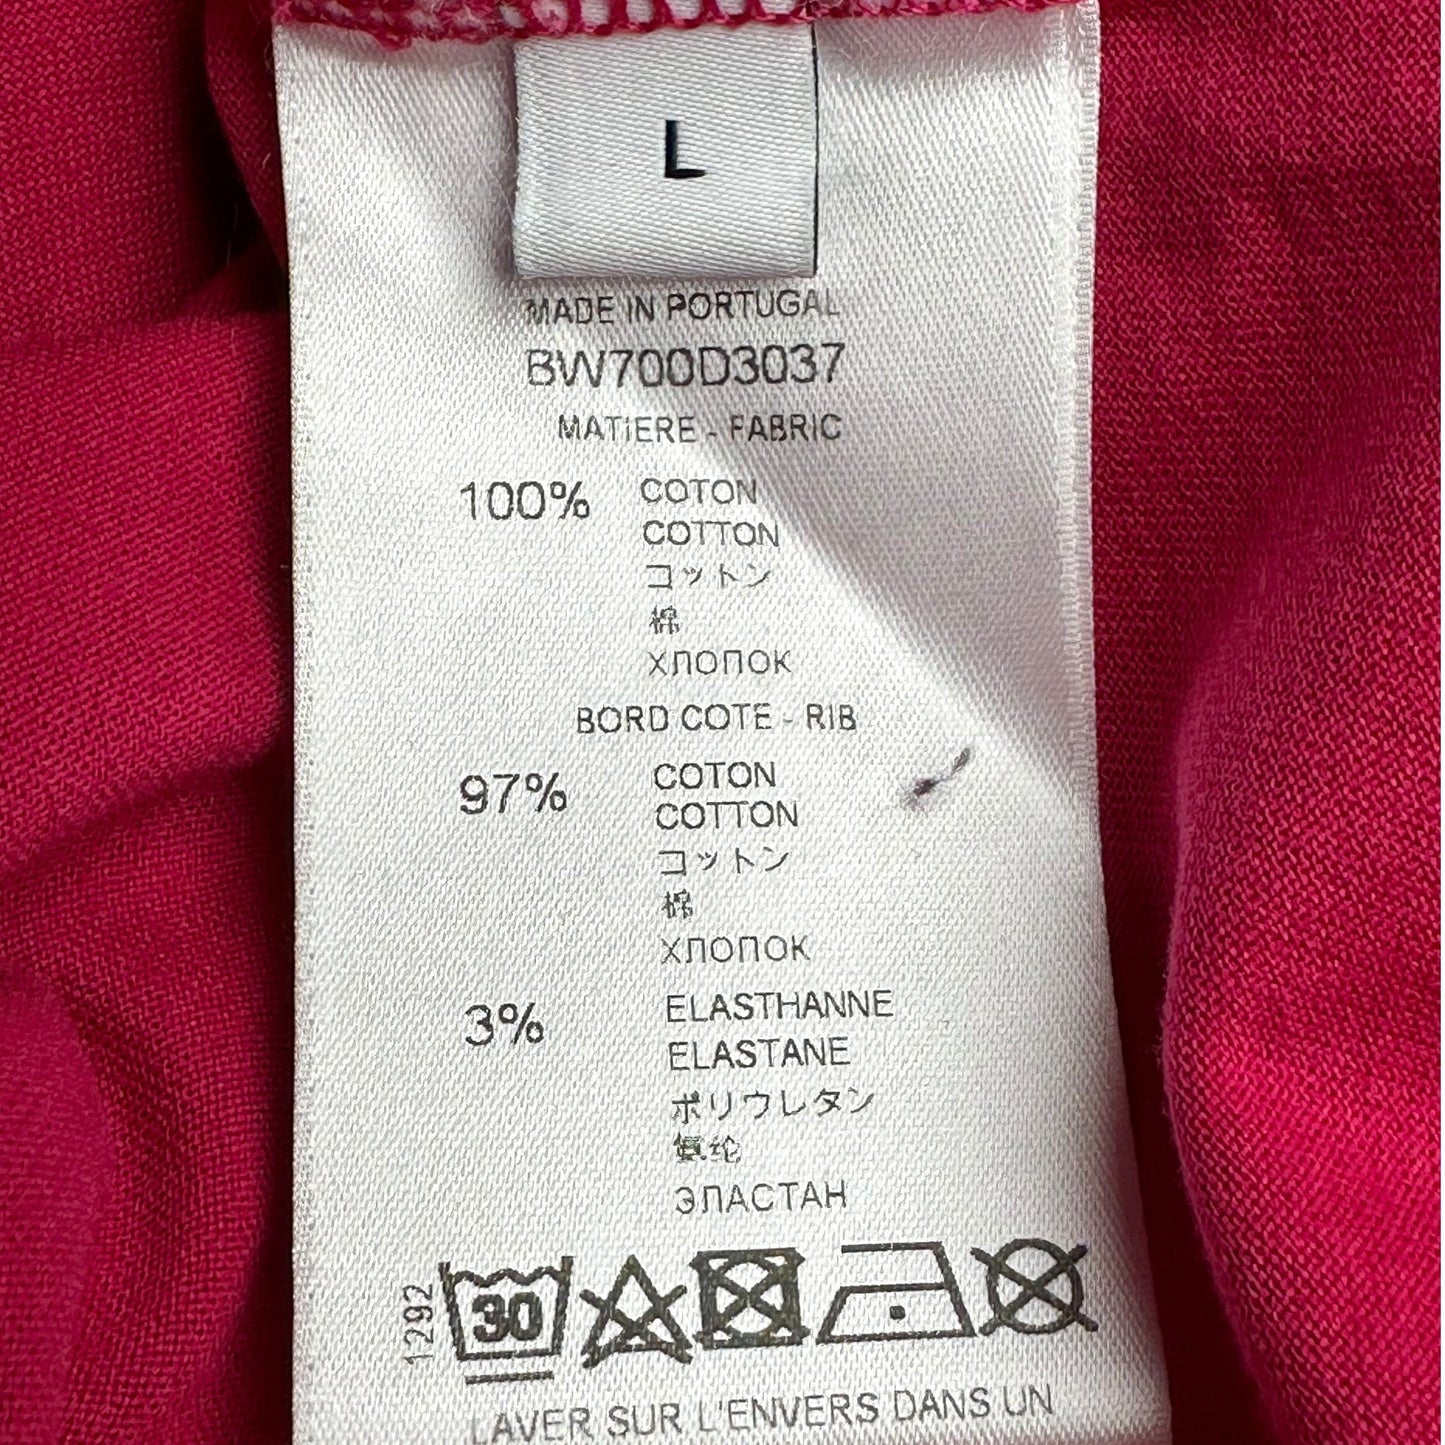 L
MADE IN PORTUGAL
BW700D3037
MATIERE - FABRIC
100% COTON
COTTON
コットン
棉
ХЛОПОК
BORD COTE - RIB
97% COTON
COTTON
コットン
棉
ХЛОПОК
3% ELASTHANNE
ELASTANE
ポリウレタン
氨纶
ЭЛАСТАН
1292
30
LAVER SUR L'ENVERS DANS UN